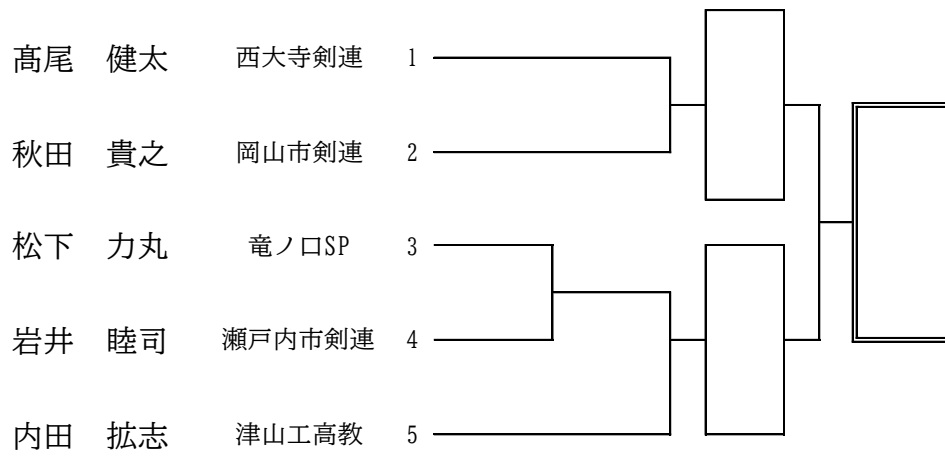 髙尾　健太　西大寺剣連　1
秋田　貴之　岡山市剣連　2
松下　力丸　竜ノ口SP　3
岩井　睦司　瀬戸内市剣連　4
内田　拡志　津山工高教　5